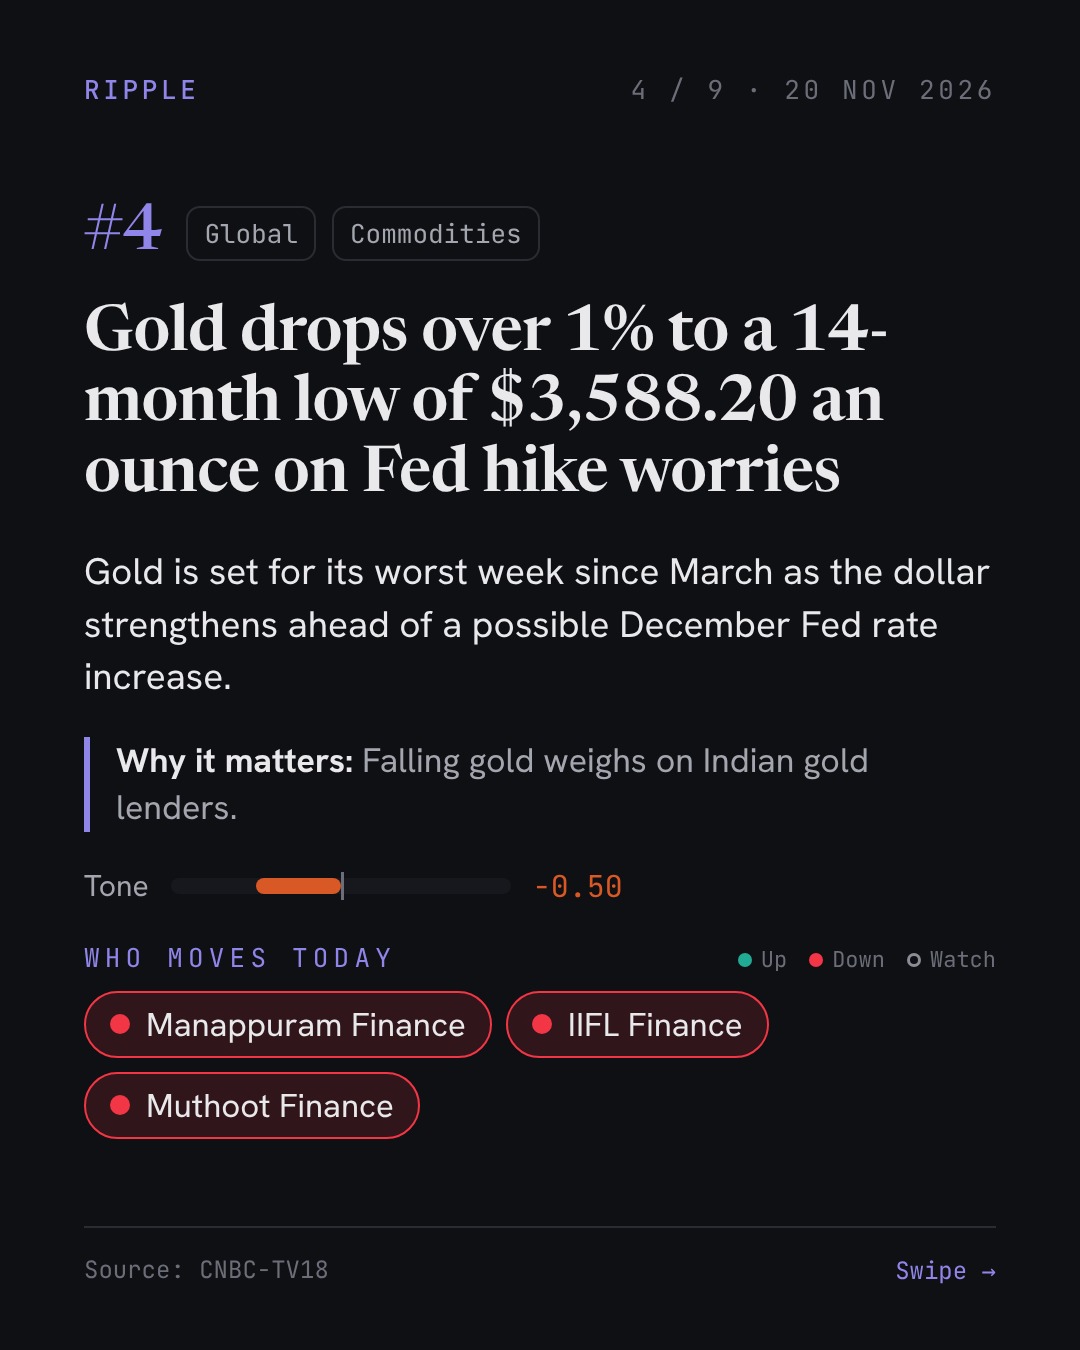 RIPPLE
4 / 9 · 20 NOV 2026
#4 Global Commodities
Gold drops over 1% to a 14-
month low of $3,588.20 an
ounce on Fed hike worries
Gold is set for its worst week since March as the dollar
strengthens ahead of a possible December Fed rate
increase.
Why it matters: Falling gold weighs on Indian gold
lenders.
Tone -0.50
WHO MOVES TODAY
Up Down Watch
Manappuram Finance IIFL Finance
Muthoot Finance
Source: CNBC-TV18
Swipe →